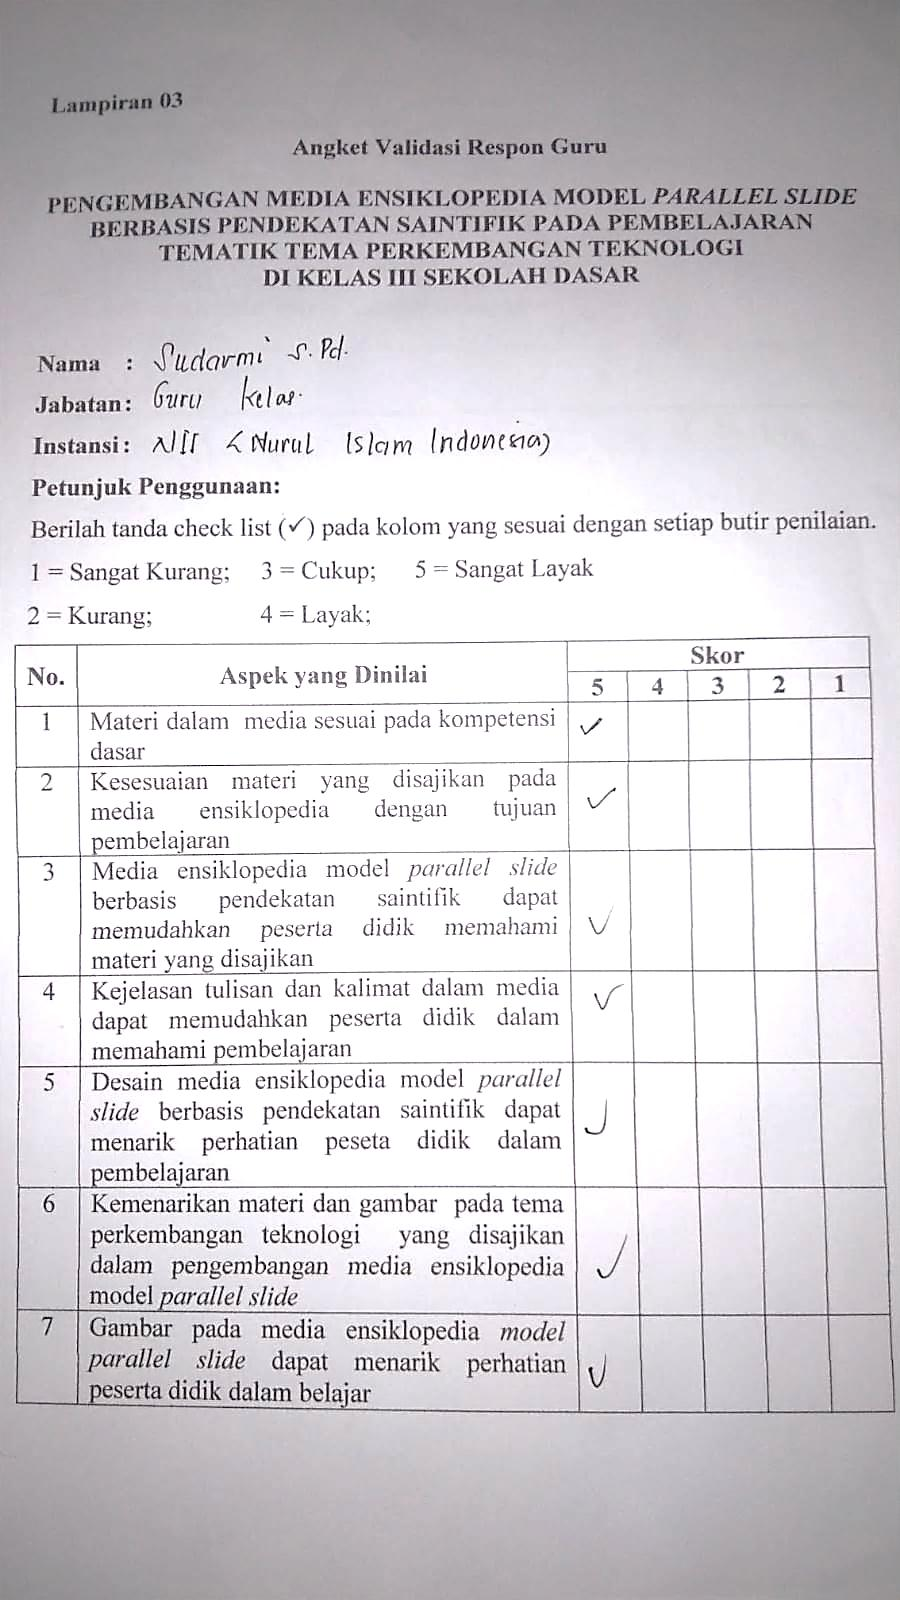 Lampiran 03
Angket Validasi Respon Guru
PENGEMBANGAN MEDIA ENSIKLOPEDIA MODEL PARALLEL SLIDE
BERBASIS PENDEKATAN SAINTIFIK PADA PEMBELAJARAN
TEMATIK TEMA PERKEMBANGAN TEKNOLOGI
DI KELAS III SEKOLAH DASAR
Nama : Sudarmi S.Pd.
Jabatan: Guru kelas.
Instansi: NII (Nurul Islam Indonesia)
Petunjuk Penggunaan:
Berilah tanda check list (✓) pada kolom yang sesuai dengan setiap butir penilaian.
1 = Sangat Kurang; 3 = Cukup; 5 = Sangat Layak
2 = Kurang; 4 = Layak;
No. Aspek yang Dinilai Skor
5 4 3 2 1
1 Materi dalam media sesuai pada kompetensi ✓
dasar
2 Kesesuaian materi yang disajikan pada
media ensiklopedia dengan tujuan ✓
pembelajaran
3 Media ensiklopedia model parallel slide
berbasis pendekatan saintifik dapat
memudahkan peserta didik memahami ✓
materi yang disajikan
4 Kejelasan tulisan dan kalimat dalam media ✓
dapat memudahkan peserta didik dalam
memahami pembelajaran
5 Desain media ensiklopedia model parallel
slide berbasis pendekatan saintifik dapat ✓
menarik perhatian peseta didik dalam
pembelajaran
6 Kemenarikan materi dan gambar pada tema
perkembangan teknologi yang disajikan
dalam pengembangan media ensiklopedia ✓
model parallel slide
7 Gambar pada media ensiklopedia model
parallel slide dapat menarik perhatian ✓
peserta didik dalam belajar